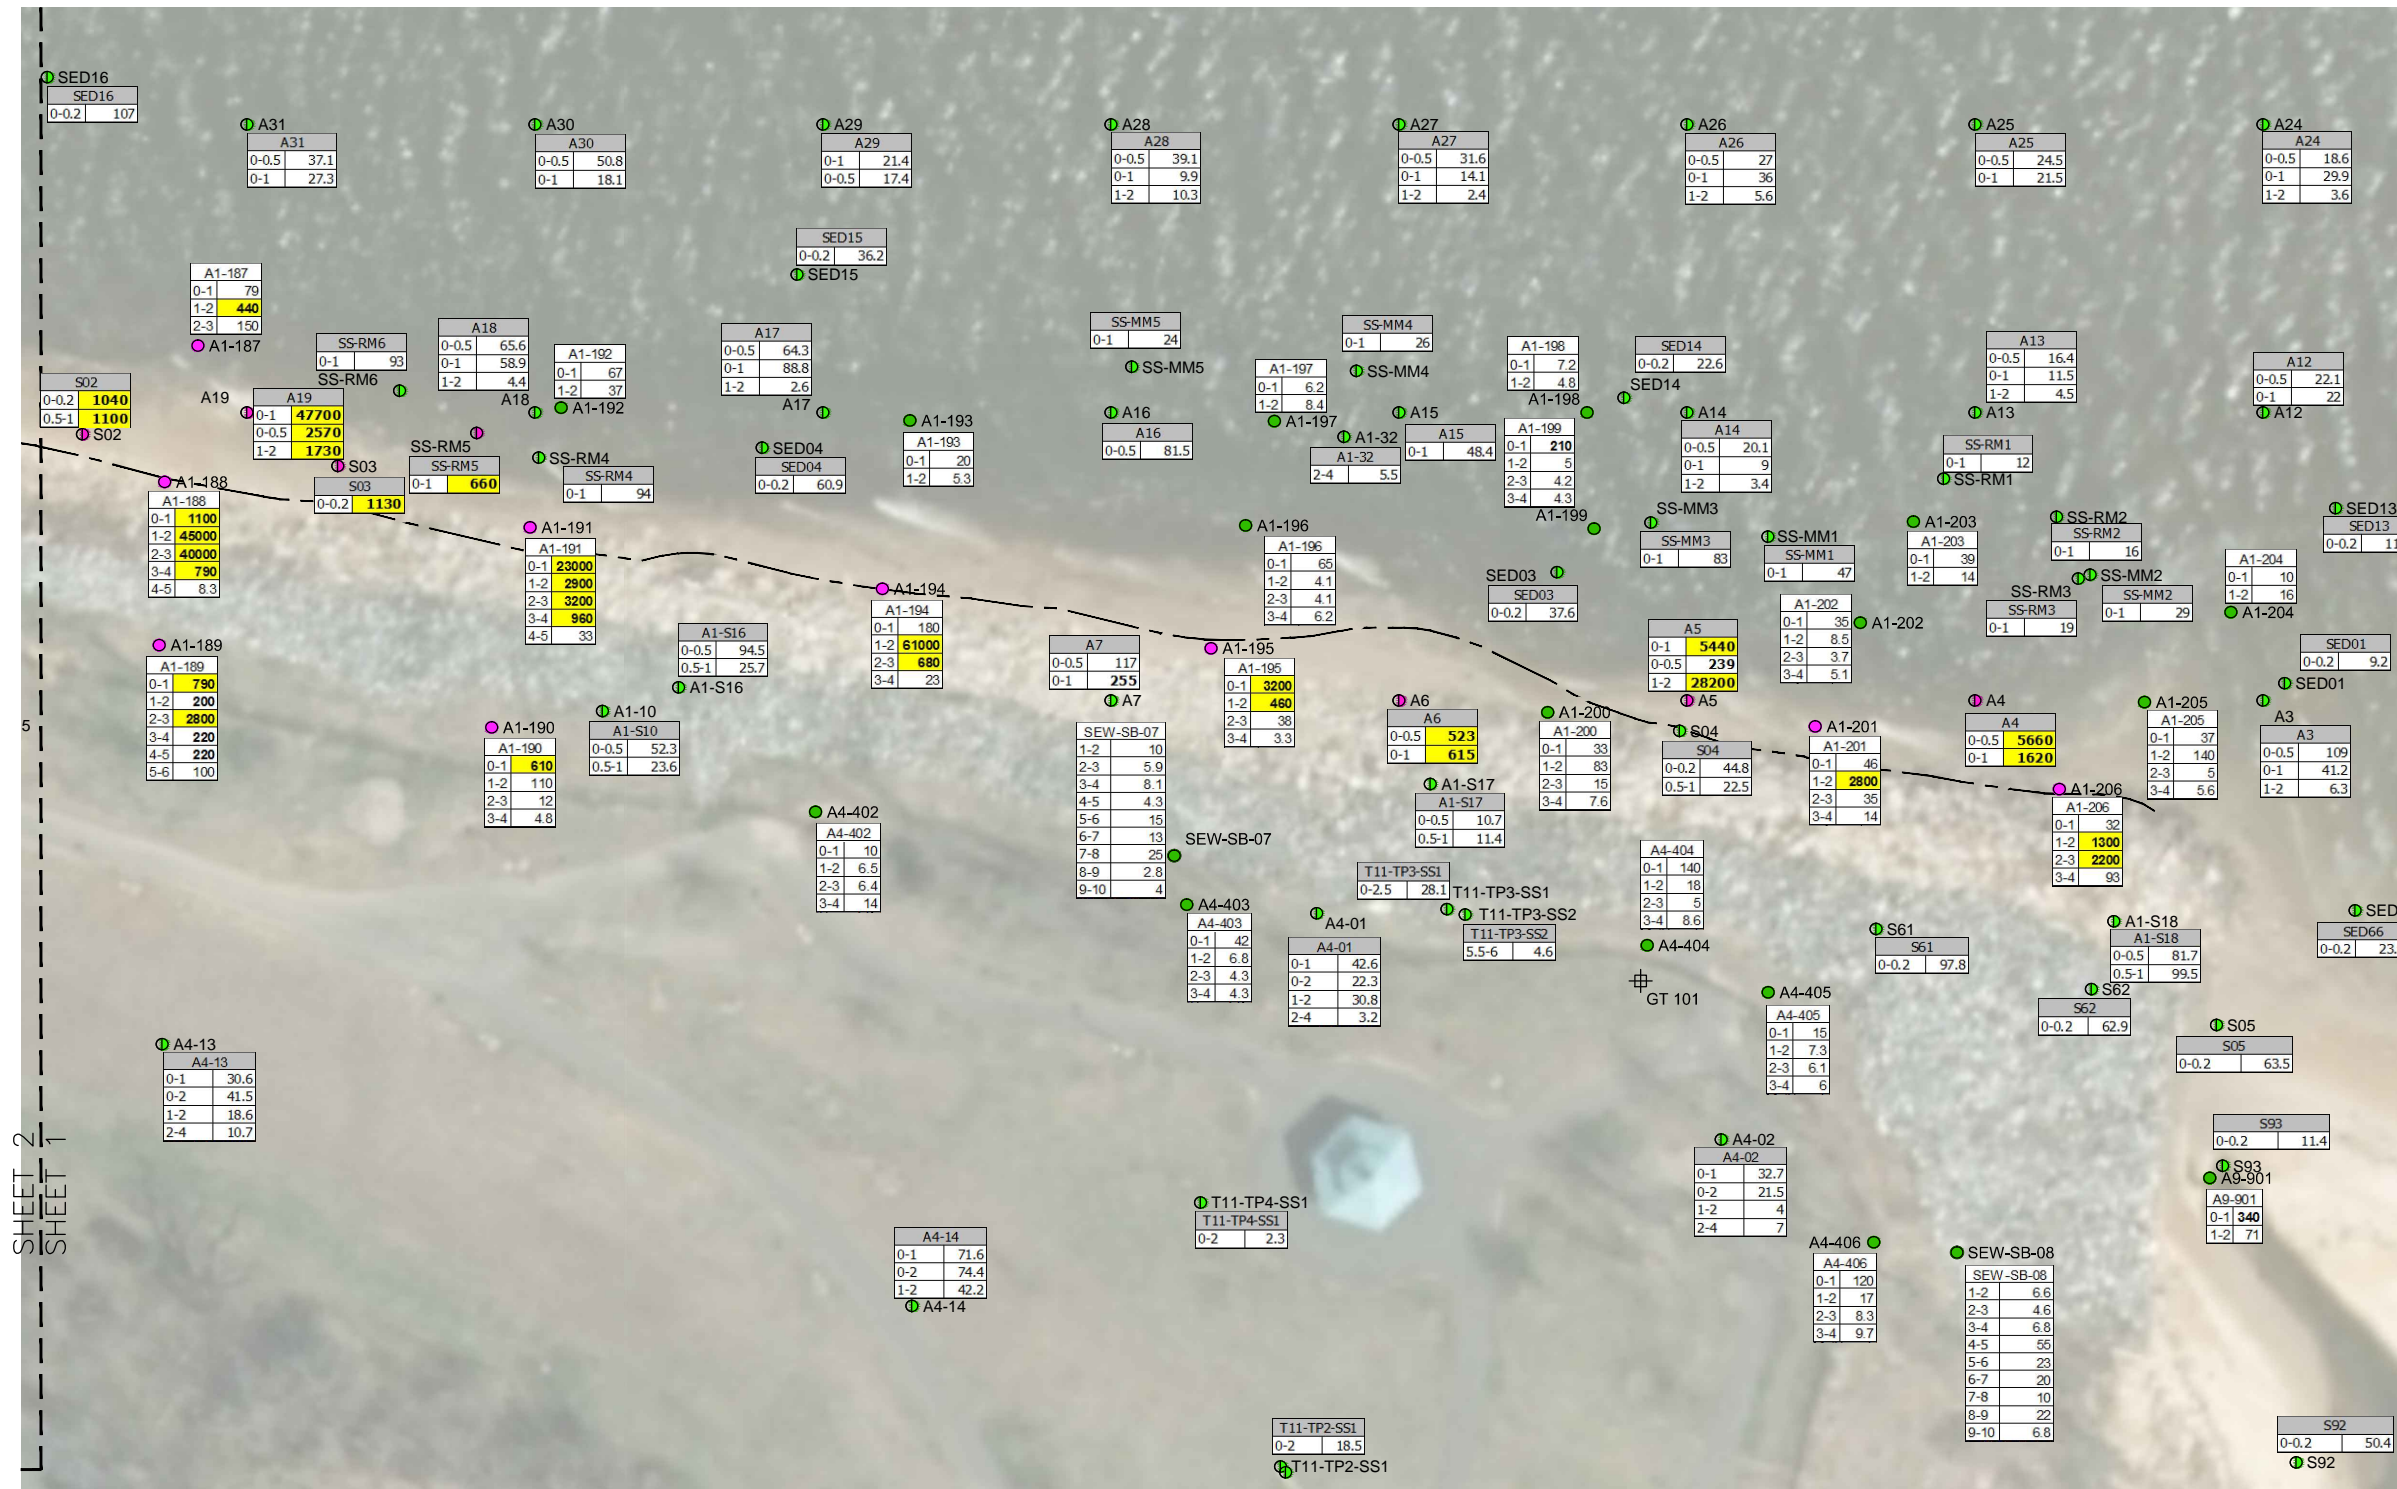 SED16
SED16
0-0.2 107
A31
A31
0-0.5 37.1
0-1 27.3
A30
A30
0-0.5 50.8
0-1 18.1
A29
A29
0-1 21.4
0-0.5 17.4
A28
A28
0-0.5 39.1
0-1 9.9
1-2 10.3
A27
A27
0-0.5 31.6
0-1 14.1
1-2 2.4
A26
A26
0-0.5 27
0-1 36
1-2 5.6
A25
A25
0-0.5 24.5
0-1 21.5
A24
A24
0-0.5 18.6
0-1 29.9
1-2 3.6
SED15
0-0.2 36.2
SED15
A1-187
0-1 79
1-2 440
2-3 150
A1-187
SS-RM6
0-1 93
SS-RM6
A18
0-0.5 65.6
0-1 58.9
1-2 4.4
A18
A1-192
0-1 67
1-2 37
A1-192
A17
0-0.5 64.3
0-1 88.8
1-2 2.6
A17
SS-MM5
0-1 24
SS-MM5
SS-MM4
0-1 26
SS-MM4
A1-197
0-1 6.2
1-2 8.4
A1-197
A1-198
0-1 7.2
1-2 4.8
A1-198
SED14
0-0.2 22.6
SED14
A13
0-0.5 16.4
0-1 11.5
1-2 4.5
A13
A12
0-0.5 22.1
0-1 22
A12
S02
0-0.2 1040
0.5-1 1100
S02
A19
A19
0-1 47700
0-0.5 2570
1-2 1730
S03
S03
0-0.2 1130
SS-RM5
SS-RM5
0-1 660
SS-RM4
SS-RM4
0-1 94
SED04
SED04
0-0.2 60.9
A1-193
A1-193
0-1 20
1-2 5.3
A16
A16
0-0.5 81.5
A1-32
A1-32
2-4 5.5
A15
A15
0-1 48.4
A1-199
0-1 210
1-2 5
2-3 4.2
3-4 4.3
A1-199
A14
A14
0-0.5 20.1
0-1 9
1-2 3.4
SS-RM1
0-1 12
SS-RM1
A1-188
A1-188
0-1 1100
1-2 45000
2-3 40000
3-4 790
4-5 8.3
A1-191
A1-191
0-1 23000
1-2 2900
2-3 3200
3-4 960
4-5 33
A1-196
A1-196
0-1 65
1-2 4.1
2-3 4.1
3-4 6.2
SS-MM3
SS-MM3
0-1 83
SS-MM1
SS-MM1
0-1 47
A1-203
A1-203
0-1 39
1-2 14
SS-RM2
SS-RM2
0-1 16
SED13
SED13
0-0.2 11
A1-204
0-1 10
1-2 16
A1-204
SED03
SED03
0-0.2 37.6
SS-RM3
SS-RM3
0-1 19
SS-MM2
SS-MM2
0-1 29
A1-202
0-1 35
1-2 8.5
2-3 3.7
3-4 5.1
A1-202
A1-194
A1-194
0-1 180
1-2 61000
2-3 680
3-4 23
A1-189
A1-189
0-1 790
1-2 200
2-3 2800
3-4 220
4-5 220
5-6 100
A1-S16
0-0.5 94.5
0.5-1 25.7
A1-S16
A7
0-0.5 117
0-1 255
A7
A1-195
A1-195
0-1 3200
1-2 460
2-3 38
3-4 3.3
A5
0-1 5440
0-0.5 239
1-2 28200
A5
SED01
0-0.2 9.2
SED01
5
A1-190
A1-190
0-1 610
1-2 110
2-3 12
3-4 4.8
A1-10
A1-S10
0-0.5 52.3
0.5-1 23.6
A6
A6
0-0.5 523
0-1 615
A1-200
A1-200
0-1 33
1-2 83
2-3 15
3-4 7.6
S04
S04
0-0.2 44.8
0.5-1 22.5
A1-201
A1-201
0-1 46
1-2 2800
2-3 35
3-4 14
A4
A4
0-0.5 5660
0-1 1620
A1-205
A1-205
0-1 37
1-2 140
2-3 5
3-4 5.6
A3
A3
0-0.5 109
0-1 41.2
1-2 6.3
SEW-SB-07
1-2 10
2-3 5.9
3-4 8.1
4-5 4.3
5-6 15
6-7 13
7-8 25
8-9 2.8
9-10 4
SEW-SB-07
A4-402
A4-402
0-1 10
1-2 6.5
2-3 6.4
3-4 14
A1-S17
A1-S17
0-0.5 10.7
0.5-1 11.4
A1-206
A1-206
0-1 32
1-2 1300
2-3 2200
3-4 93
A4-403
A4-403
0-1 42
1-2 6.8
2-3 4.3
3-4 4.3
T11-TP3-SS1
0-2.5 28.1
T11-TP3-SS1
T11-TP3-SS2
T11-TP3-SS2
5.5-6 4.6
A4-01
A4-01
0-1 42.6
0-2 22.3
1-2 30.8
2-4 3.2
A4-404
0-1 140
1-2 18
2-3 5
3-4 8.6
A4-404
GT 101
S61
S61
0-0.2 97.8
A1-S18
A1-S18
0-0.5 81.7
0.5-1 99.5
SED
SED66
0-0.2 23.
A4-405
A4-405
0-1 15
1-2 7.3
2-3 6.1
3-4 6
S62
S62
0-0.2 62.9
S05
S05
0-0.2 63.5
A4-13
A4-13
0-1 30.6
0-2 41.5
1-2 18.6
2-4 10.7
SHEET 2
SHEET 1
A4-02
A4-02
0-1 32.7
0-2 21.5
1-2 4
2-4 7
S93
0-0.2 11.4
S93
A9-901
A9-901
0-1 340
1-2 71
T11-TP4-SS1
T11-TP4-SS1
0-2 2.3
A4-14
0-1 71.6
0-2 74.4
1-2 42.2
A4-14
A4-406
A4-406
0-1 120
1-2 17
2-3 8.3
3-4 9.7
SEW-SB-08
SEW-SB-08
1-2 6.6
2-3 4.6
3-4 6.8
4-5 55
5-6 23
6-7 20
7-8 10
8-9 22
9-10 6.8
T11-TP2-SS1
0-2 18.5
T11-TP2-SS1
S92
0-0.2 50.4
S92